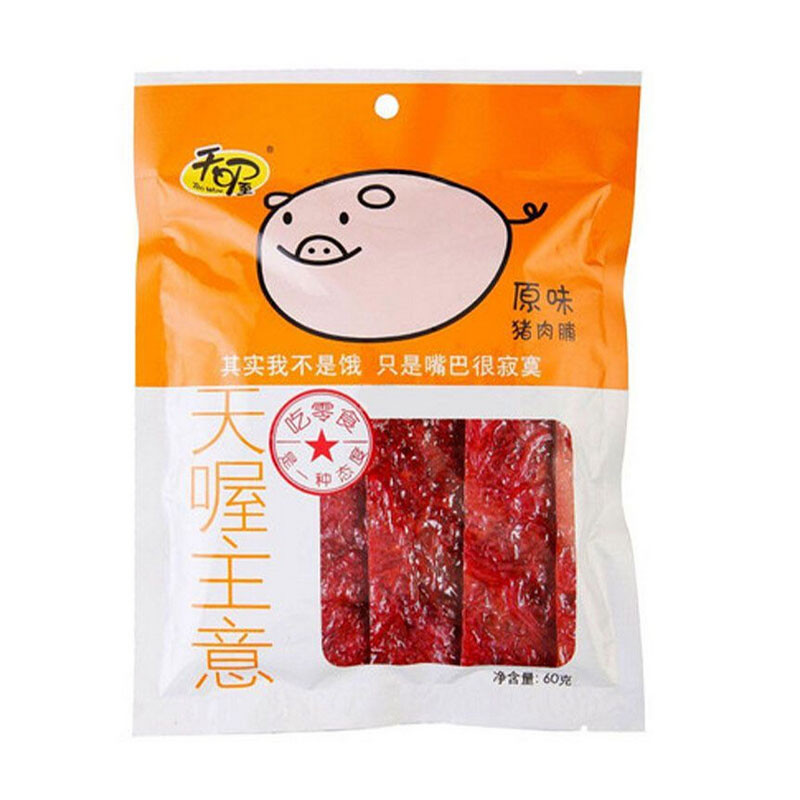 天喔
Ten Wow
®
原味
猪肉脯
其实我不是饿 只是嘴巴很寂寞
吃零食
是一种态度
天喔主意
净含量: 60克